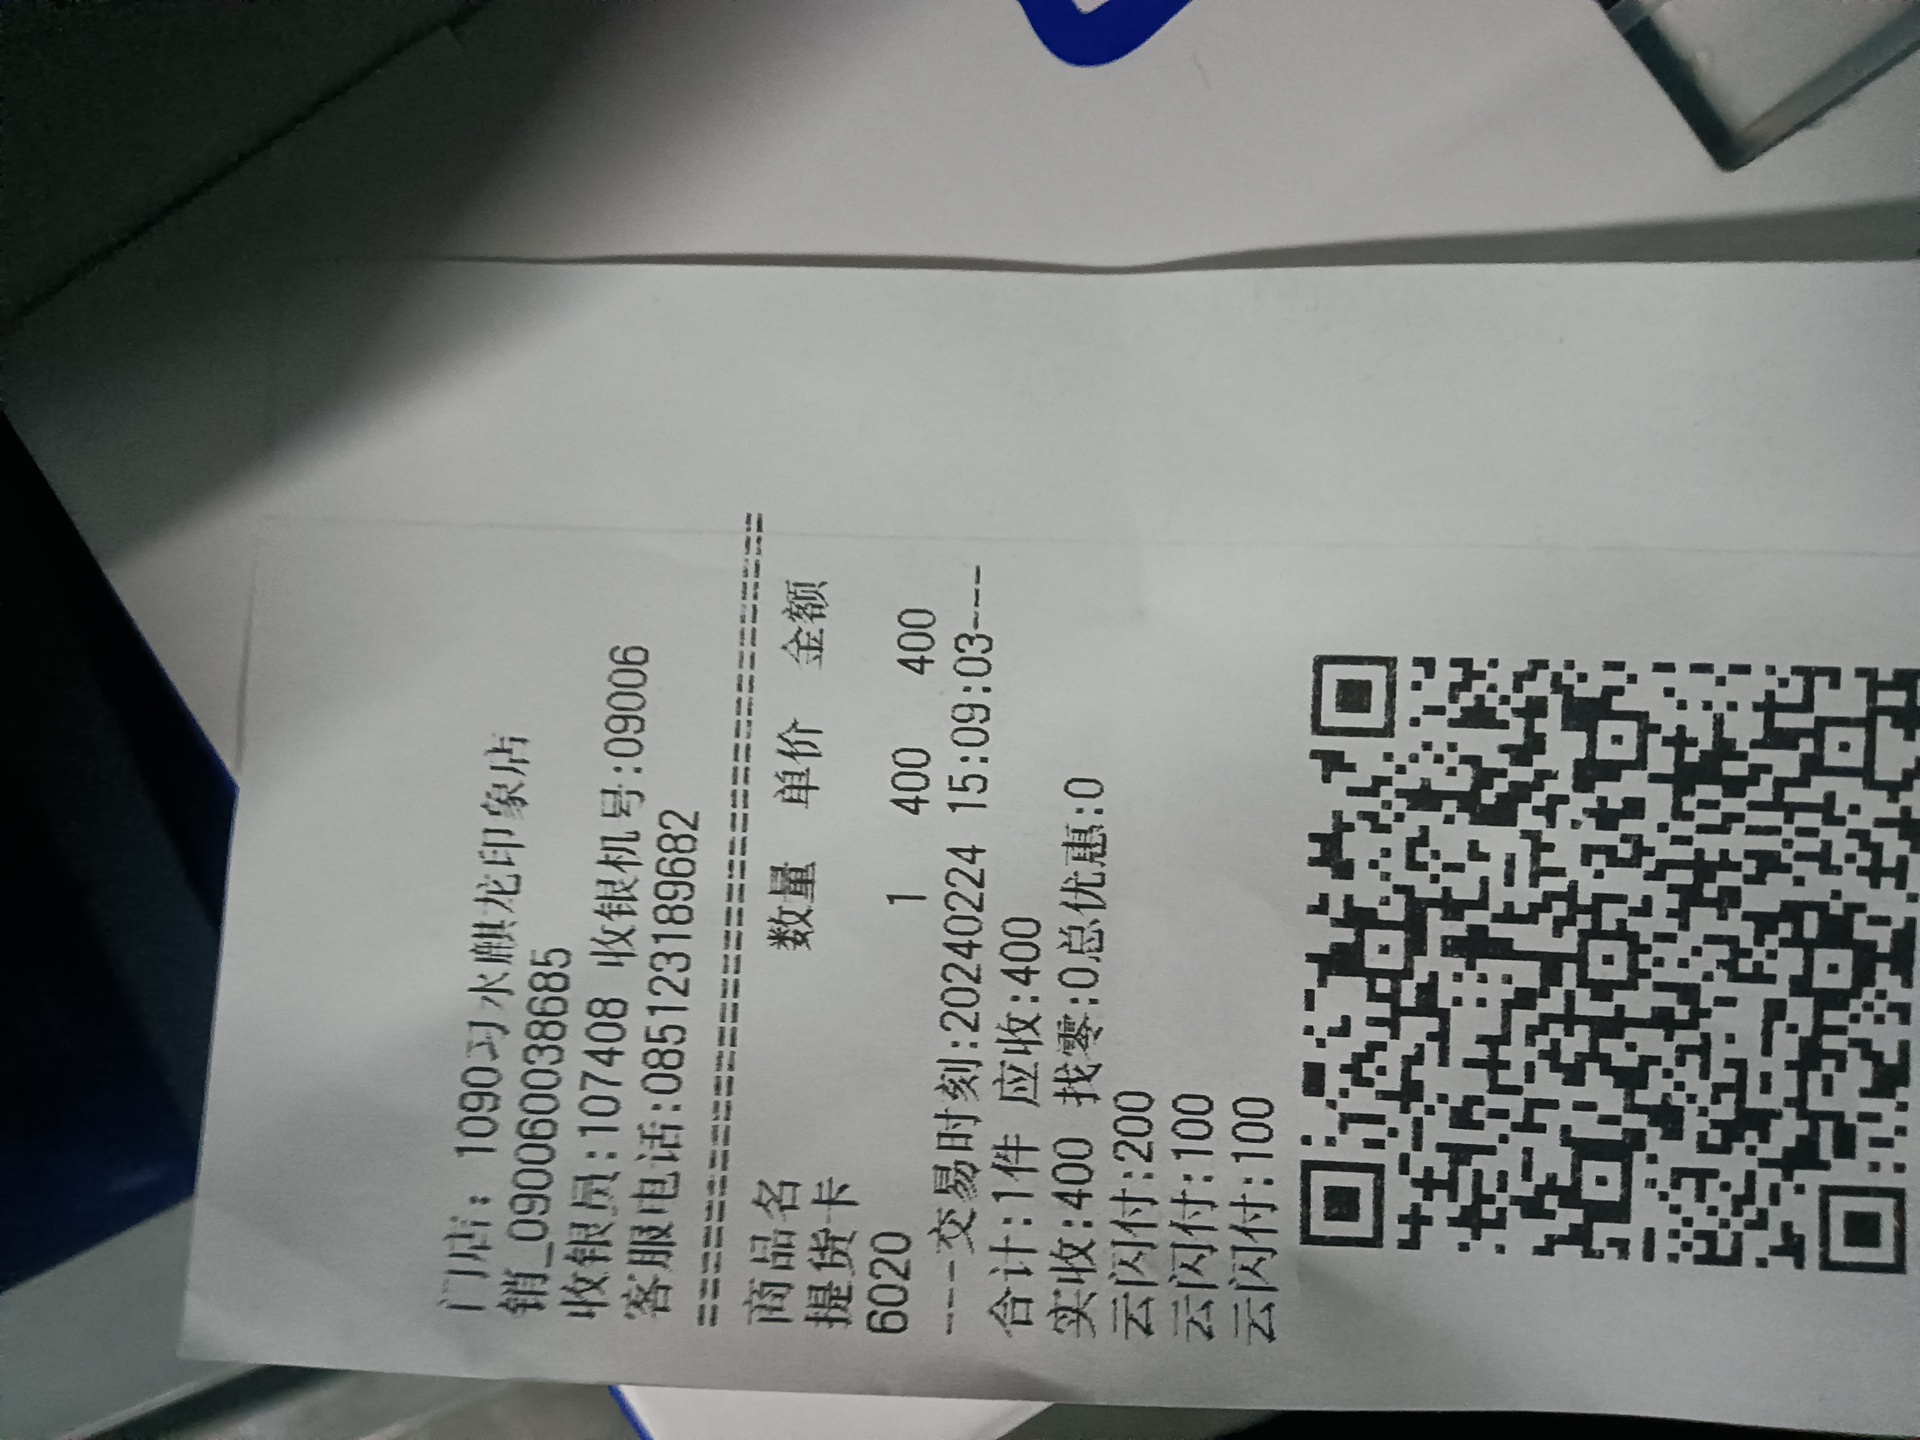 门店: 1090习水麒龙印象店
销_090060038685
收银员:107408 收银机号:09006
客服电话:085123189682
========================================
商品名 数量 单价 金额
提货卡
6020 1 400 400
----交易时刻:20240224 15:09:03----
合计:1件 应收:400
实收:400 找零:0总优惠:0
云闪付:200
云闪付:100
云闪付:100